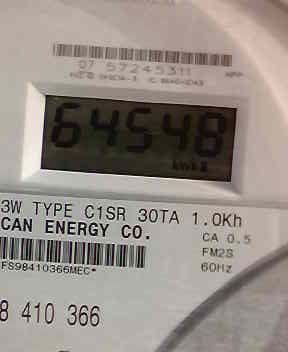 07 57245311 MPP
64548
kWh
3W TYPE C1SR 30TA 1.0Kh
CAN ENERGY CO.
CA 0.5
FM2S
FS98410366MEC*
60Hz
8 410 366